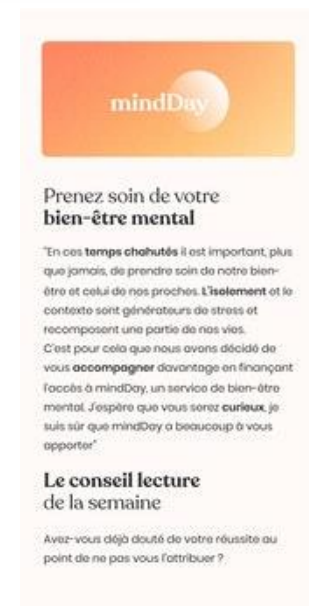 mindDay
Prenez soin de votre
bien-être mental
"En ces temps chahutés il est important, plus
que jamais, de prendre soin de notre bien-
être et celui de nos proches. L'isolement et le
contexte sont générateurs de stress et
recomposent une partie de nos vies.
C'est pour cela que nous avons décidé de
vous accompagner davantage en finançant
l'accès à mindDay, un service de bien-être
mental. J'espère que vous serez curieux, je
suis sûr que mindDay a beaucoup à vous
apporter"
Le conseil lecture
de la semaine
Avez-vous déjà douté de votre réussite au
point de ne pas vous l'attribuer ?